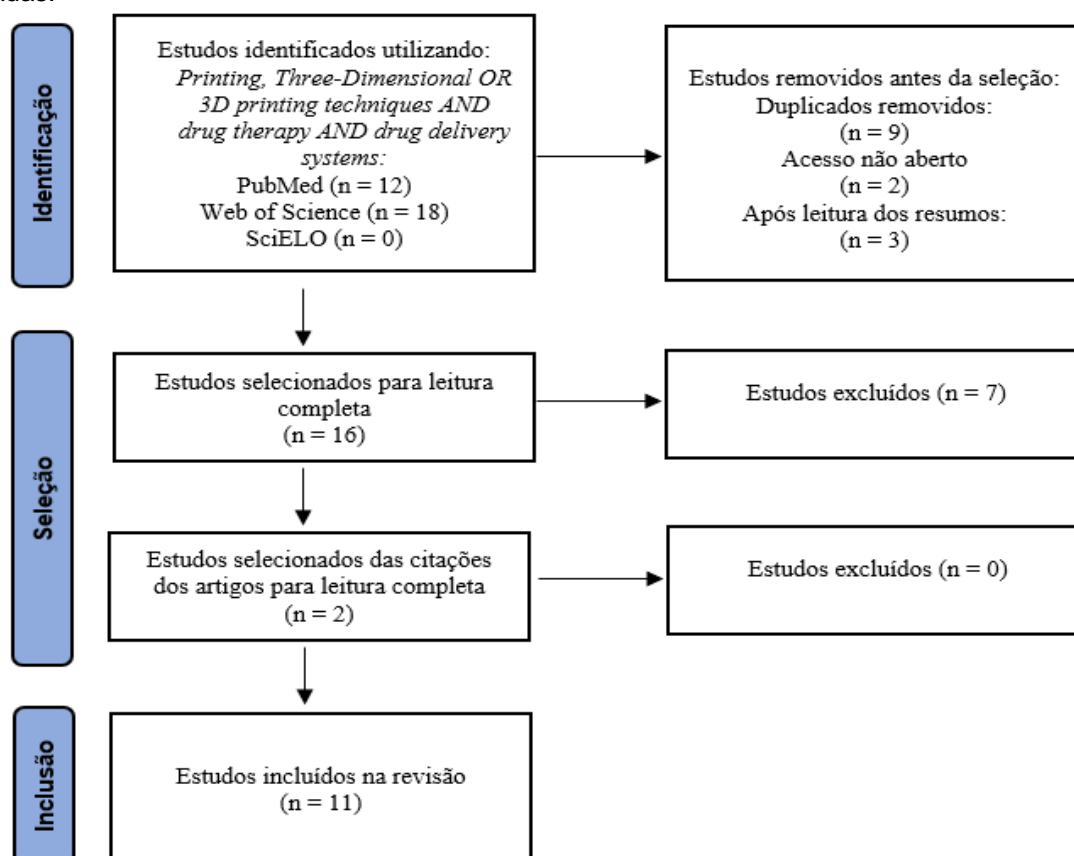 Identificação
Estudos identificados utilizando:
Printing, Three-Dimensional OR
3D printing techniques AND
drug therapy AND drug delivery
systems:
PubMed (n = 12)
Web of Science (n = 18)
SciELO (n = 0)
Estudos removidos antes da seleção:
Duplicados removidos:
(n = 9)
Acesso não aberto
(n = 2)
Após leitura dos resumos:
(n = 3)
Seleção
Estudos selecionados para leitura
completa
(n = 16)
Estudos excluídos (n = 7)
Estudos selecionados das citações
dos artigos para leitura completa
(n = 2)
Estudos excluídos (n = 0)
Inclusão
Estudos incluídos na revisão
(n = 11)